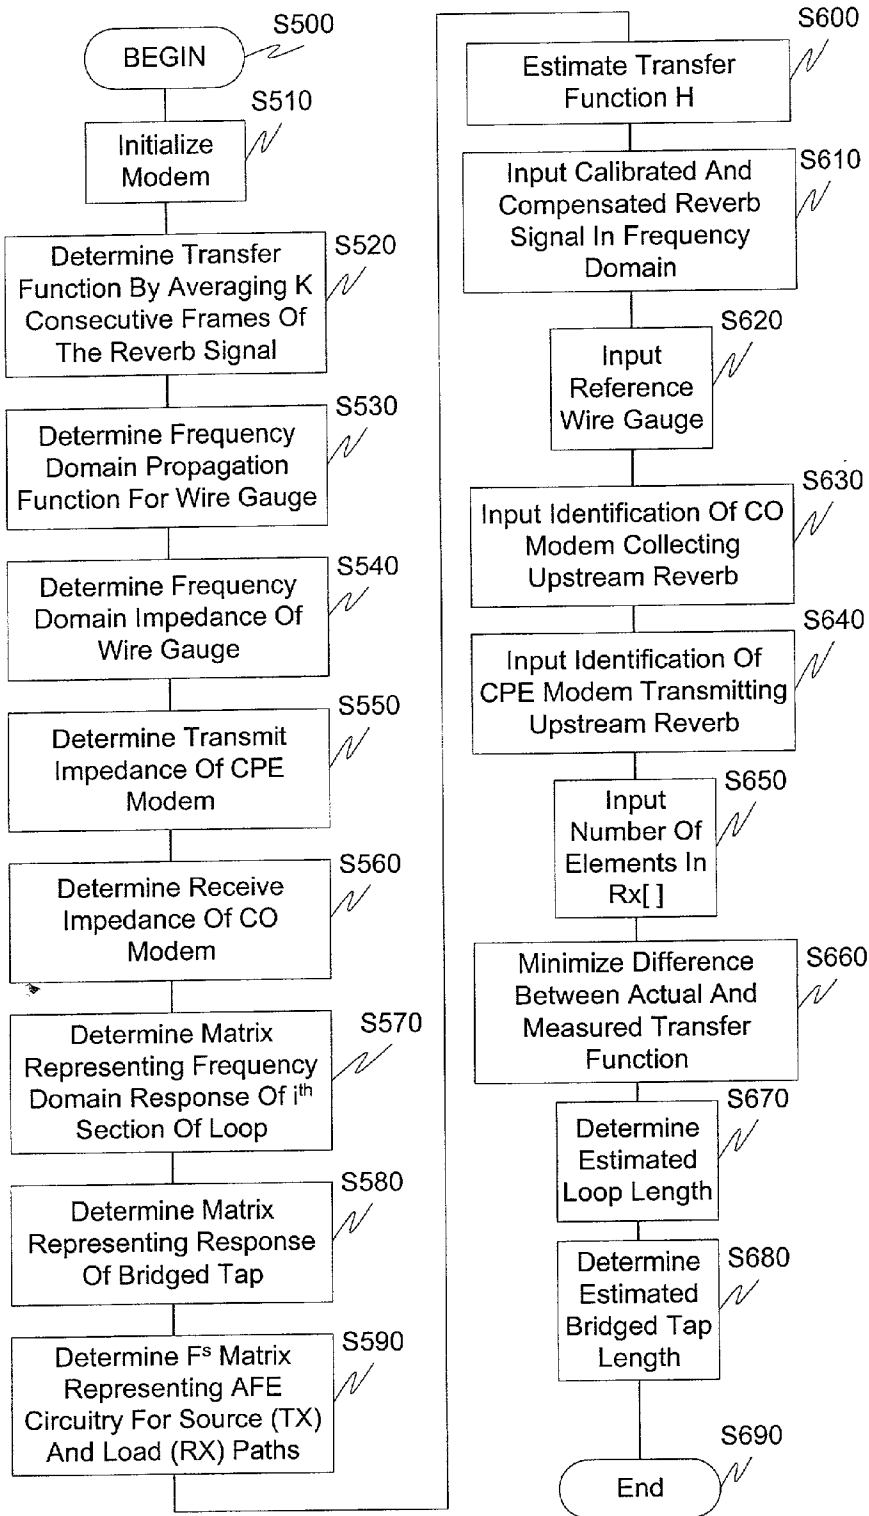 S500
BEGIN
S510
Initialize
Modem
S520
Determine Transfer
Function By Averaging K
Consecutive Frames Of
The Reverb Signal
S530
Determine Frequency
Domain Propagation
Function For Wire Gauge
S540
Determine Frequency
Domain Impedance Of
Wire Gauge
S550
Determine Transmit
Impedance Of CPE
Modem
S560
Determine Receive
Impedance Of CO
Modem
S570
Determine Matrix
Representing Frequency
Domain Response Of iᵗʰ
Section Of Loop
S580
Determine Matrix
Representing Response
Of Bridged Tap
S590
Determine Fˢ Matrix
Representing AFE
Circuitry For Source (TX)
And Load (RX) Paths
S600
Estimate Transfer
Function H
S610
Input Calibrated And
Compensated Reverb
Signal In Frequency
Domain
S620
Input
Reference
Wire Gauge
S630
Input Identification Of CO
Modem Collecting
Upstream Reverb
S640
Input Identification Of
CPE Modem Transmitting
Upstream Reverb
S650
Input
Number Of
Elements In
Rx[ ]
S660
Minimize Difference
Between Actual And
Measured Transfer
Function
S670
Determine
Estimated
Loop Length
S680
Determine
Estimated
Bridged Tap
Length
S690
End